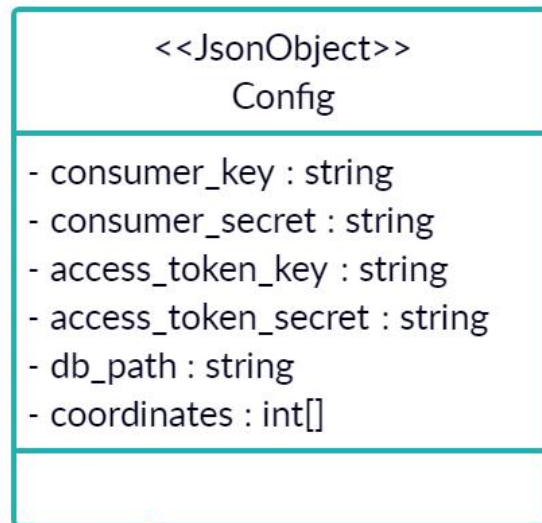 <<JsonObject>>
Config
- consumer_key : string
- consumer_secret : string
- access_token_key : string
- access_token_secret : string
- db_path : string
- coordinates : int[]